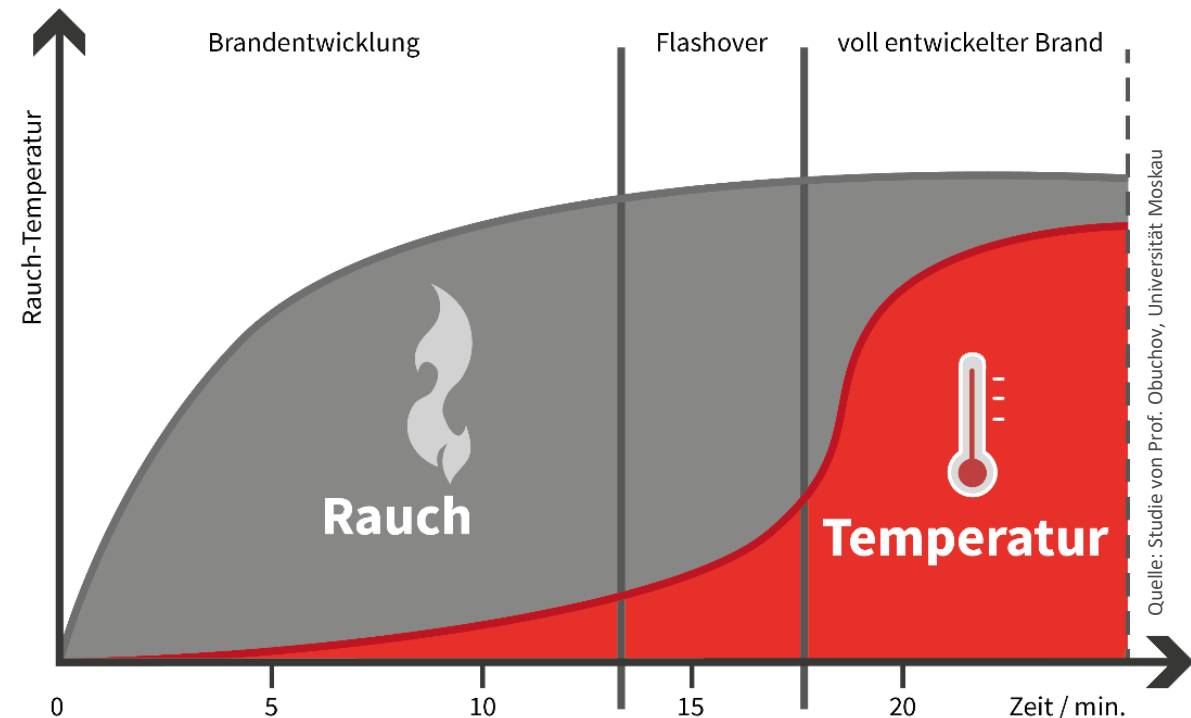 Brandentwicklung
Flashover
voll entwickelter Brand
Rauch-Temperatur
Rauch
Temperatur
Quelle: Studie von Prof. Obuchov, Universität Moskau
0
5
10
15
20
Zeit / min.